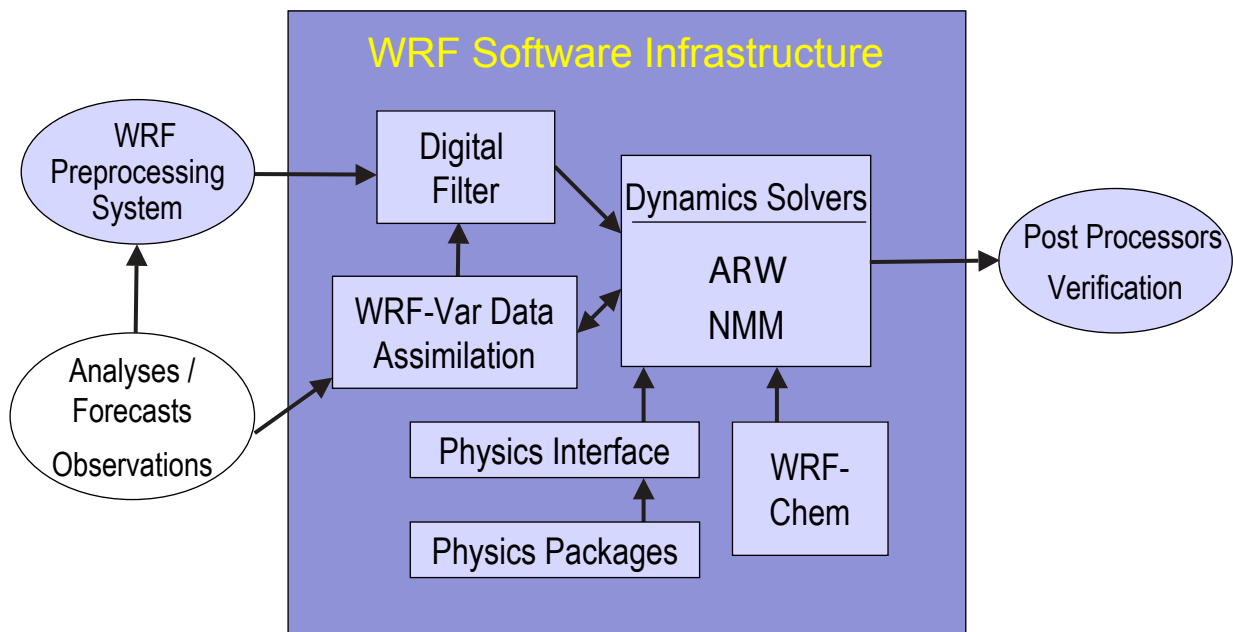 WRF Software Infrastructure
WRF
Preprocessing
System
Digital
Filter
Dynamics Solvers
ARW
NMM
Post Processors
Verification
WRF-Var Data
Assimilation
Analyses /
Forecasts
Observations
Physics Interface
WRF-
Chem
Physics Packages